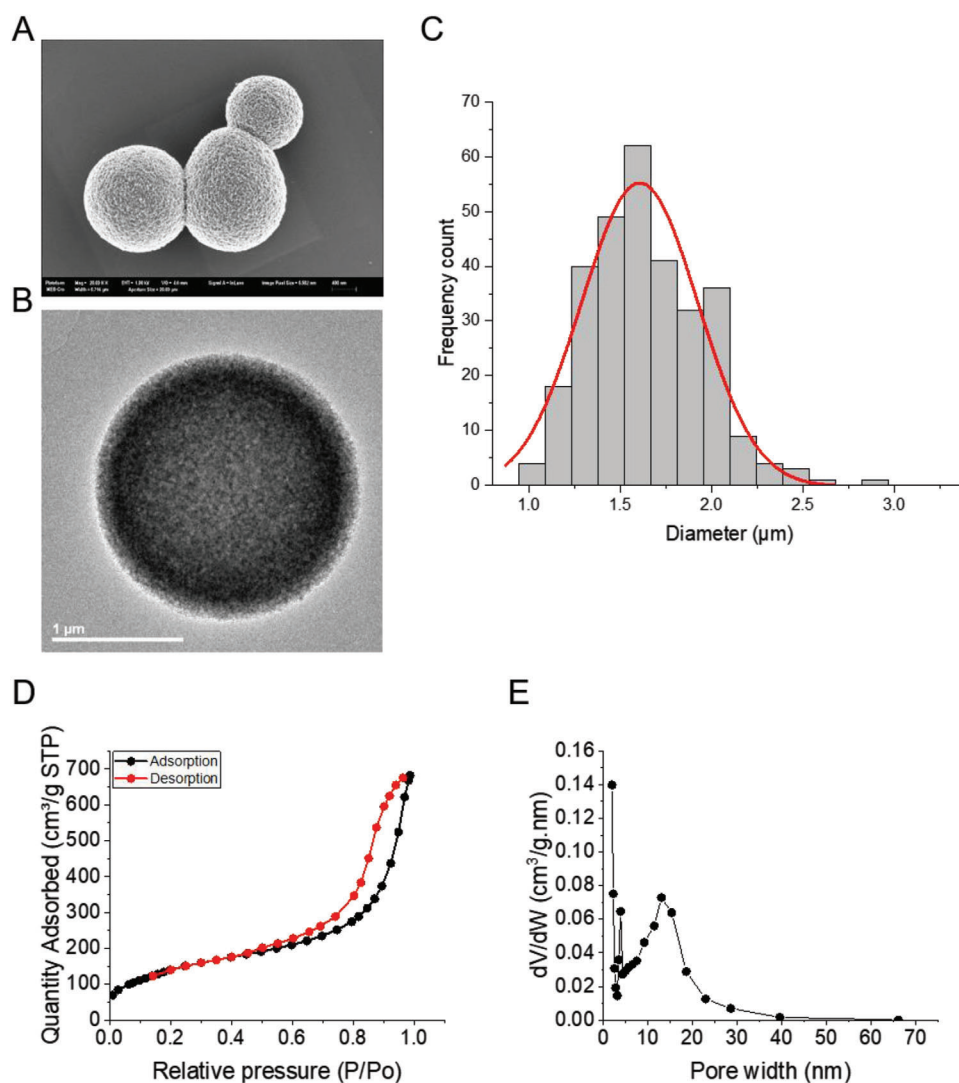 A
B
1 µm
C
70
60
50
40
30
20
10
0
Frequency count
1.0 1.5 2.0 2.5 3.0
Diameter (µm)
D
Adsorption
Desorption
700
600
500
400
300
200
100
0
Quantity Adsorbed (cm³/g STP)
0.0 0.2 0.4 0.6 0.8 1.0
Relative pressure (P/Po)
E
0.16
0.14
0.12
0.10
0.08
0.06
0.04
0.02
0.00
dV/dW (cm³/g.nm)
0 10 20 30 40 50 60 70
Pore width (nm)